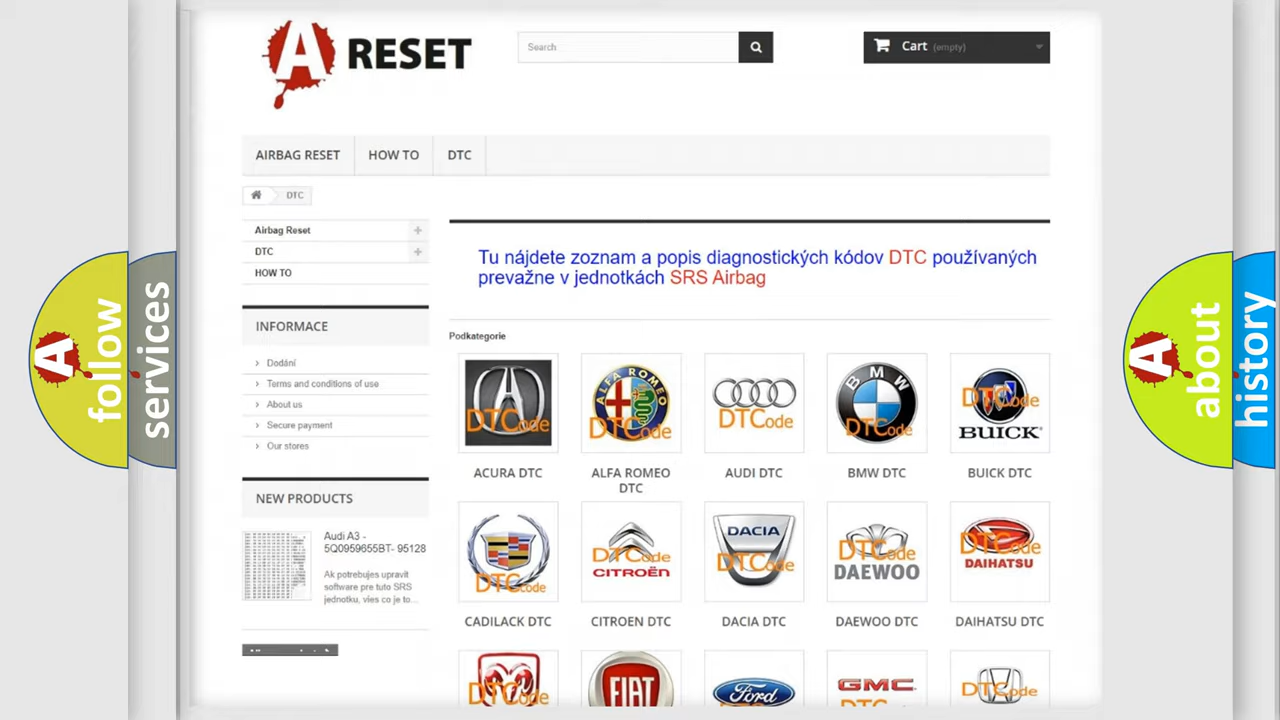 A RESET
Search
Cart (empty)
AIRBAG RESET
HOW TO
DTC
DTC
Airbag Reset
DTC
HOW TO
Tu nájdete zoznam a popis diagnostických kódov DTC používaných
prevažne v jednotkách SRS Airbag
INFORMACE
Dodání
Terms and conditions of use
About us
Secure payment
Our stores
NEW PRODUCTS
Audi A3 -
5Q0959655BT- 95128
Ak potrebujes upravit
software pre tuto SRS
jednotku, vies co je to...
Podkategorie
DTCode
ALFA ROMEO
DTCode
DTCode
BMW
DTCode
DTCode
BUICK
ACURA DTC
ALFA ROMEO
DTC
AUDI DTC
BMW DTC
BUICK DTC
DTCode
DTCode
CITROËN
DACIA
DTCode
DTCode
DAEWOO
DTCode
DAIHATSU
CADILACK DTC
CITROEN DTC
DACIA DTC
DAEWOO DTC
DAIHATSU DTC
DTCode
FIAT
Ford
GMC
DTCode
A follow
services
A about
history